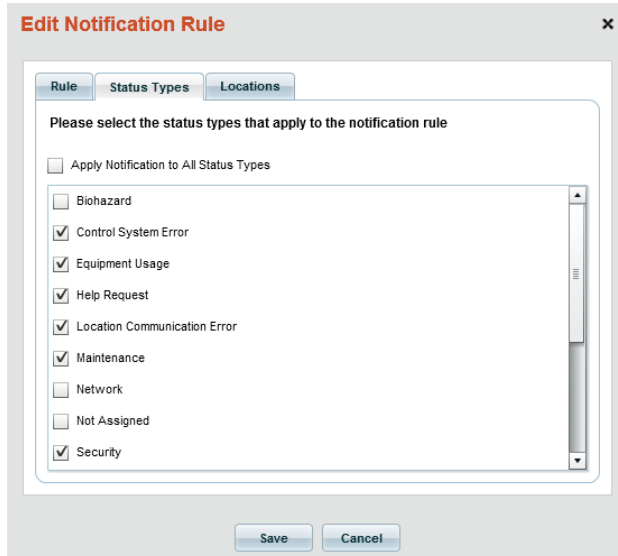 Edit Notification Rule
Rule
Status Types
Locations
Please select the status types that apply to the notification rule
Apply Notification to All Status Types
Biohazard
Control System Error
Equipment Usage
Help Request
Location Communication Error
Maintenance
Network
Not Assigned
Security
Save
Cancel